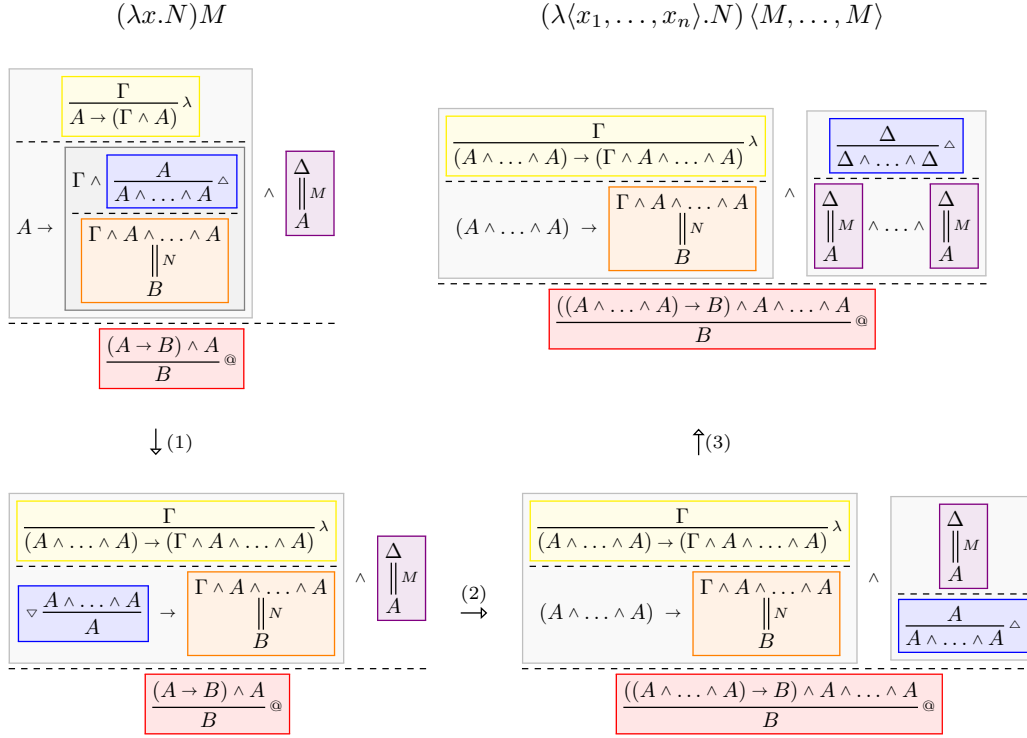 (λx.N)M
(λ⟨x₁, . . . , xₙ⟩.N) ⟨M, . . . , M⟩
Γ
A → (Γ ∧ A) λ
Γ ∧ A
A ∧ . . . ∧ A △
A →
Γ ∧ A ∧ . . . ∧ A
N
B
∧
Δ
M
A
(A → B) ∧ A
B @
Γ
(A ∧ . . . ∧ A) → (Γ ∧ A ∧ . . . ∧ A) λ
(A ∧ . . . ∧ A) →
Γ ∧ A ∧ . . . ∧ A
N
B
∧
Δ
Δ ∧ . . . ∧ Δ △
Δ ∧ . . . ∧ Δ
M M
A A
((A ∧ . . . ∧ A) → B) ∧ A ∧ . . . ∧ A
B @
(1)
(3)
Γ
(A ∧ . . . ∧ A) → (Γ ∧ A ∧ . . . ∧ A) λ
▽ A ∧ . . . ∧ A
A
→
Γ ∧ A ∧ . . . ∧ A
N
B
∧
Δ
M
A
(A → B) ∧ A
B @
(2)
Γ
(A ∧ . . . ∧ A) → (Γ ∧ A ∧ . . . ∧ A) λ
(A ∧ . . . ∧ A) →
Γ ∧ A ∧ . . . ∧ A
N
B
∧
Δ
M
A
A
A ∧ . . . ∧ A △
((A ∧ . . . ∧ A) → B) ∧ A ∧ . . . ∧ A
B @